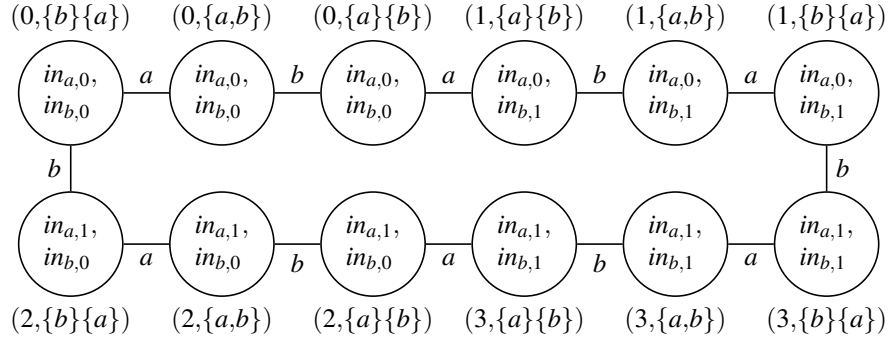 (0,{b}{a}) (0,{a,b}) (0,{a}{b}) (1,{a}{b}) (1,{a,b}) (1,{b}{a})
in_{a,0}, a in_{a,0}, b in_{a,0}, a in_{a,0}, b in_{a,0}, a in_{a,0},
in_{b,0} in_{b,0} in_{b,0} in_{b,1} in_{b,1} in_{b,1}
b b
in_{a,1}, in_{a,1}, in_{a,1}, in_{a,1}, in_{a,1}, in_{a,1},
in_{b,0} a in_{b,0} b in_{b,0} a in_{b,1} b in_{b,1} a in_{b,1}
(2,{b}{a}) (2,{a,b}) (2,{a}{b}) (3,{a}{b}) (3,{a,b}) (3,{b}{a})